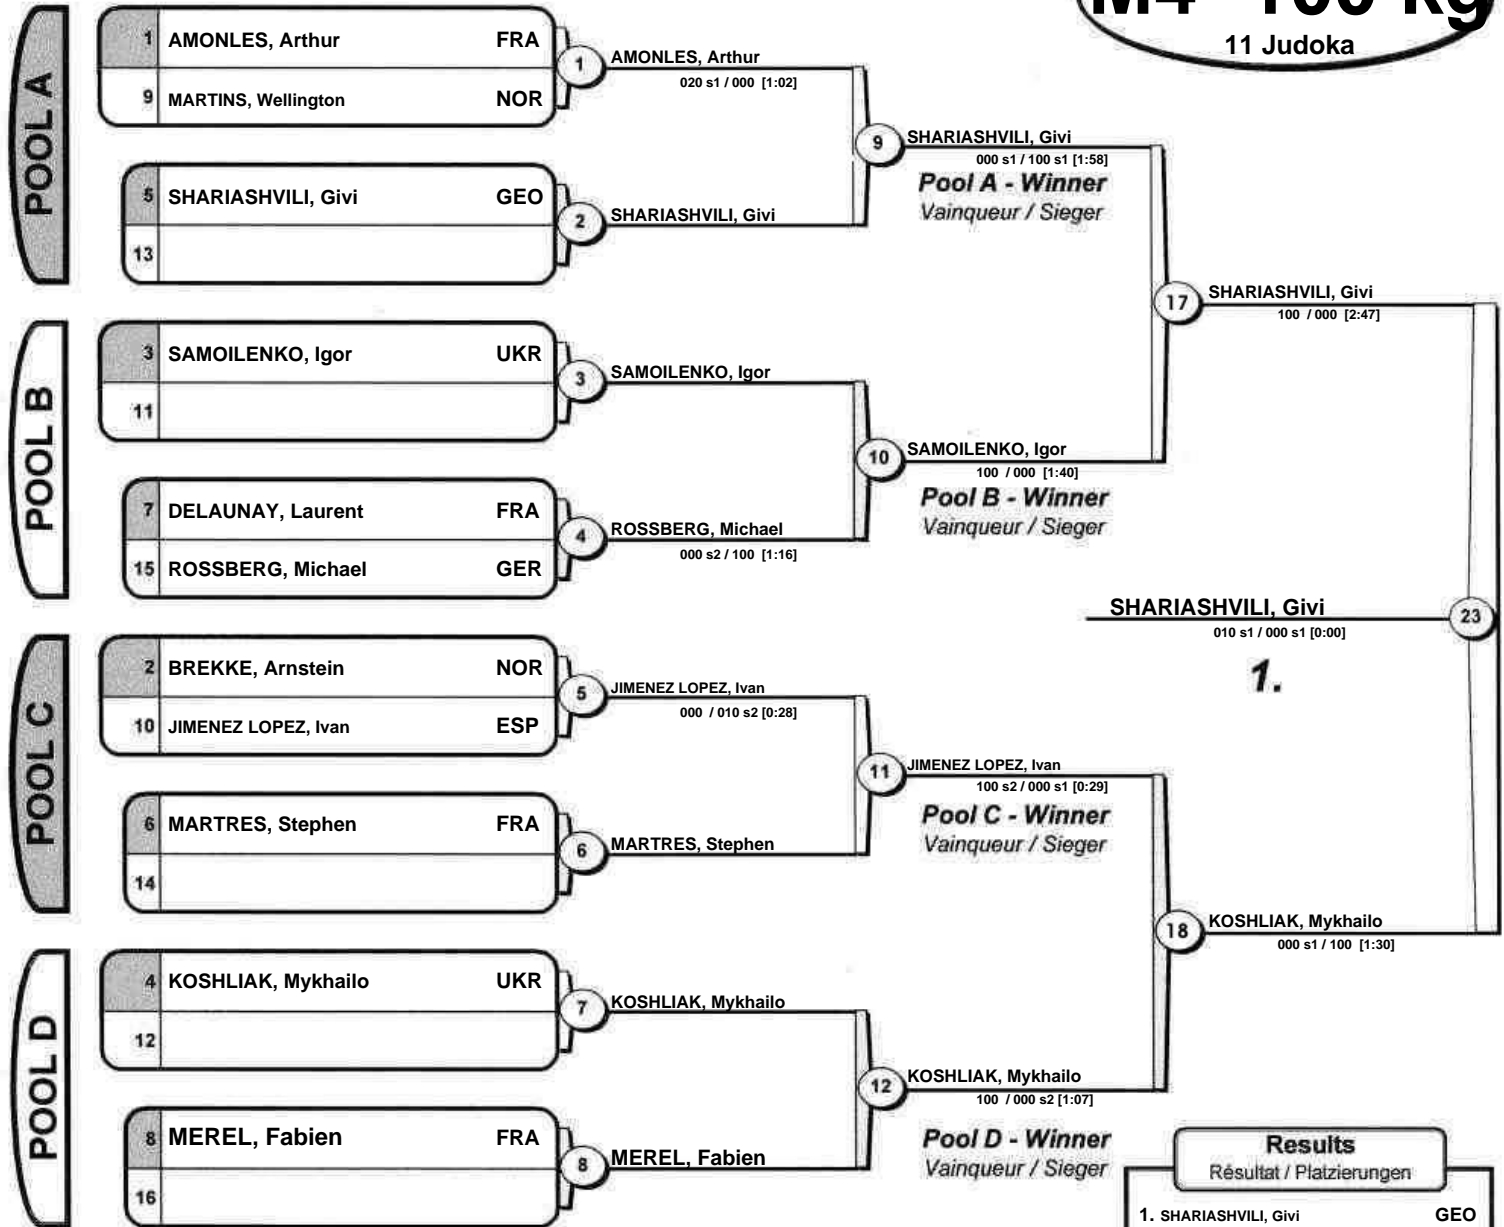 M4 -100 kg
11 Judoka
POOL A
1 AMONLES, Arthur FRA
9 MARTINS, Wellington NOR
5 SHARIASHVILI, Givi GEO
13
1 AMONLES, Arthur
020 s1 / 000 [1:02]
2 SHARIASHVILI, Givi
9 SHARIASHVILI, Givi
000 s1 / 100 s1 [1:58]
Pool A - Winner
Vainqueur / Sieger
POOL B
3 SAMOILENKO, Igor UKR
11
7 DELAUNAY, Laurent FRA
15 ROSSBERG, Michael GER
3 SAMOILENKO, Igor
4 ROSSBERG, Michael
000 s2 / 100 [1:16]
10 SAMOILENKO, Igor
100 / 000 [1:40]
Pool B - Winner
Vainqueur / Sieger
17 SHARIASHVILI, Givi
100 / 000 [2:47]
SHARIASHVILI, Givi 23
010 s1 / 000 s1 [0:00]
1.
POOL C
2 BREKKE, Arnstein NOR
10 JIMENEZ LOPEZ, Ivan ESP
6 MARTRES, Stephen FRA
14
5 JIMENEZ LOPEZ, Ivan
000 / 010 s2 [0:28]
6 MARTRES, Stephen
11 JIMENEZ LOPEZ, Ivan
100 s2 / 000 s1 [0:29]
Pool C - Winner
Vainqueur / Sieger
POOL D
4 KOSHLIAK, Mykhailo UKR
12
8 MEREL, Fabien FRA
16
7 KOSHLIAK, Mykhailo
8 MEREL, Fabien
12 KOSHLIAK, Mykhailo
100 / 000 s2 [1:07]
Pool D - Winner
Vainqueur / Sieger
18 KOSHLIAK, Mykhailo
000 s1 / 100 [1:30]
Results
Résultat / Platzierungen
1. SHARIASHVILI, Givi GEO